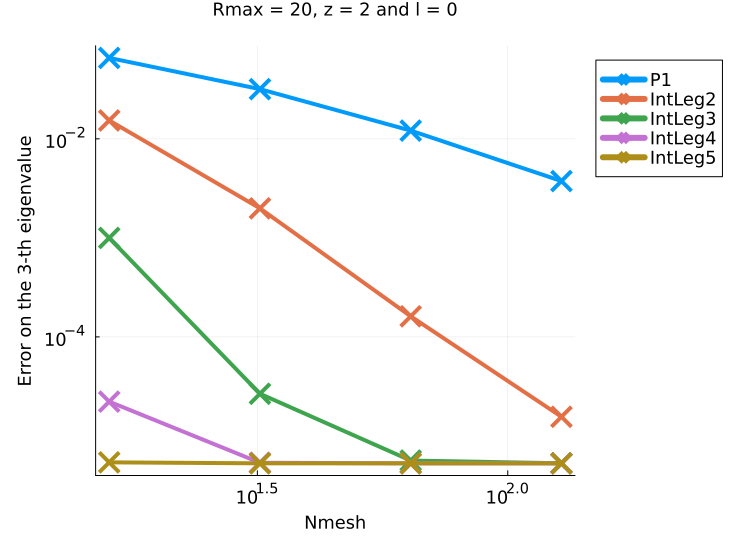 Rmax = 20, z = 2 and l = 0
Error on the 3-th eigenvalue
10^−2
10^−4
10^1.5
10^2.0
Nmesh
P1
IntLeg2
IntLeg3
IntLeg4
IntLeg5